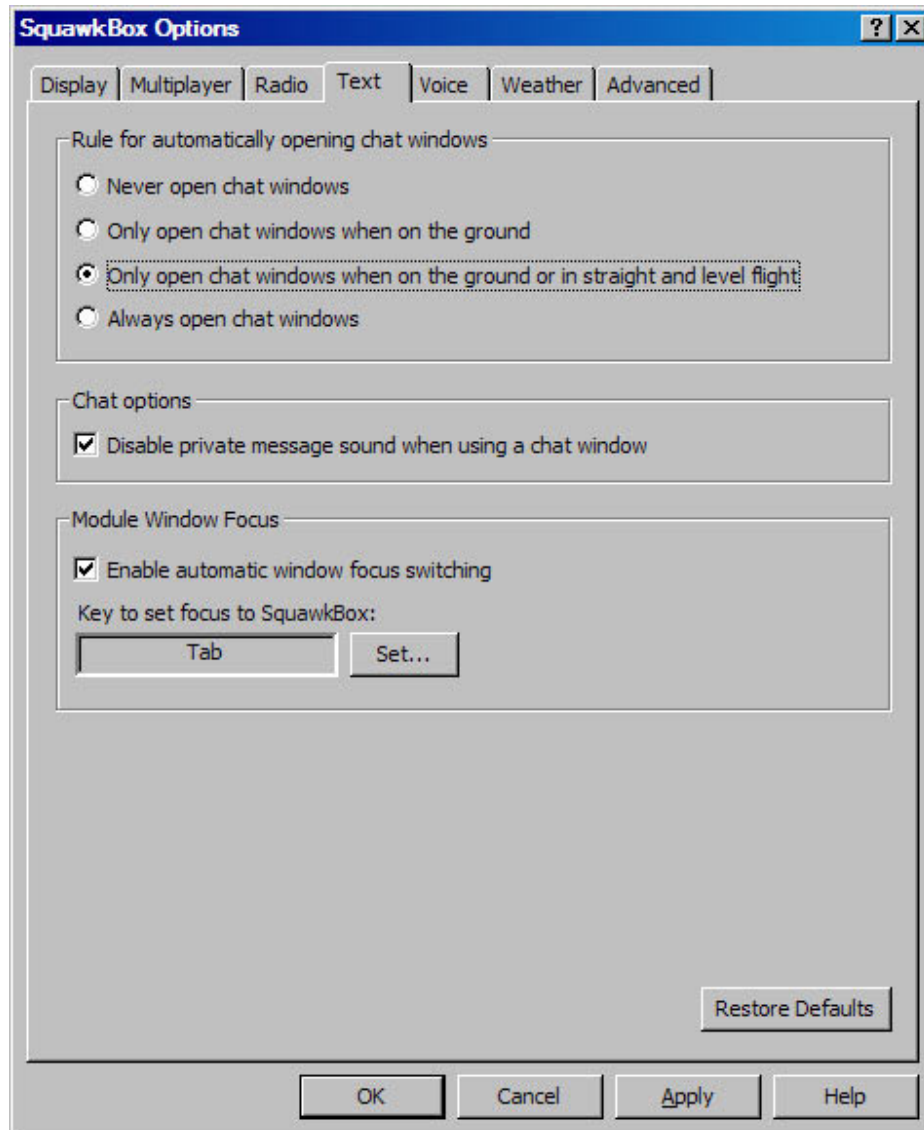 SquawkBox Options
Display Multiplayer Radio Text Voice Weather Advanced
Rule for automatically opening chat windows
Never open chat windows
Only open chat windows when on the ground
Only open chat windows when on the ground or in straight and level flight
Always open chat windows
Chat options
Disable private message sound when using a chat window
Module Window Focus
Enable automatic window focus switching
Key to set focus to SquawkBox:
Tab Set...
Restore Defaults
OK Cancel Apply Help